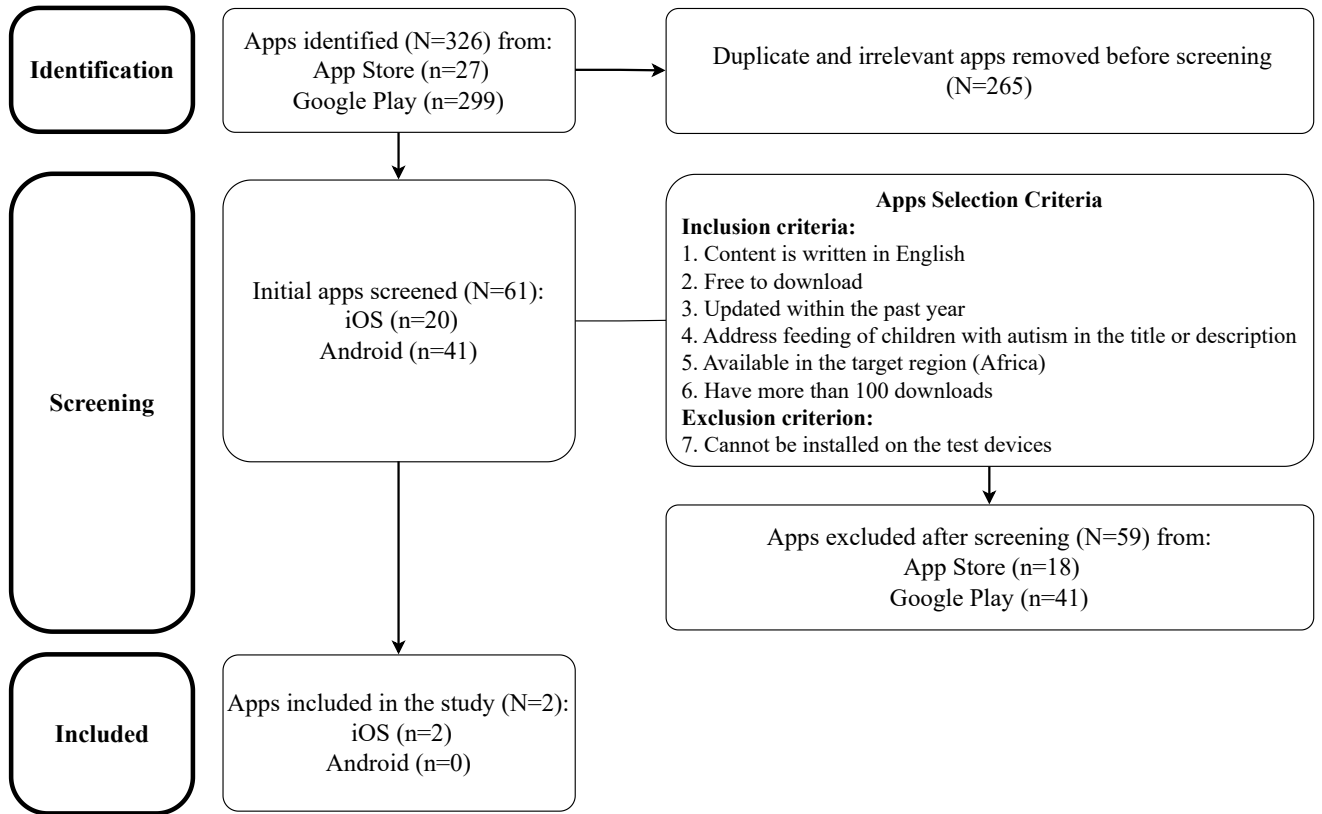 Identification
Apps identified (N=326) from:
App Store (n=27)
Google Play (n=299)
Duplicate and irrelevant apps removed before screening
(N=265)
Screening
Initial apps screened (N=61):
iOS (n=20)
Android (n=41)
Apps Selection Criteria
Inclusion criteria:
1. Content is written in English
2. Free to download
3. Updated within the past year
4. Address feeding of children with autism in the title or description
5. Available in the target region (Africa)
6. Have more than 100 downloads
Exclusion criterion:
7. Cannot be installed on the test devices
Apps excluded after screening (N=59) from:
App Store (n=18)
Google Play (n=41)
Included
Apps included in the study (N=2):
iOS (n=2)
Android (n=0)